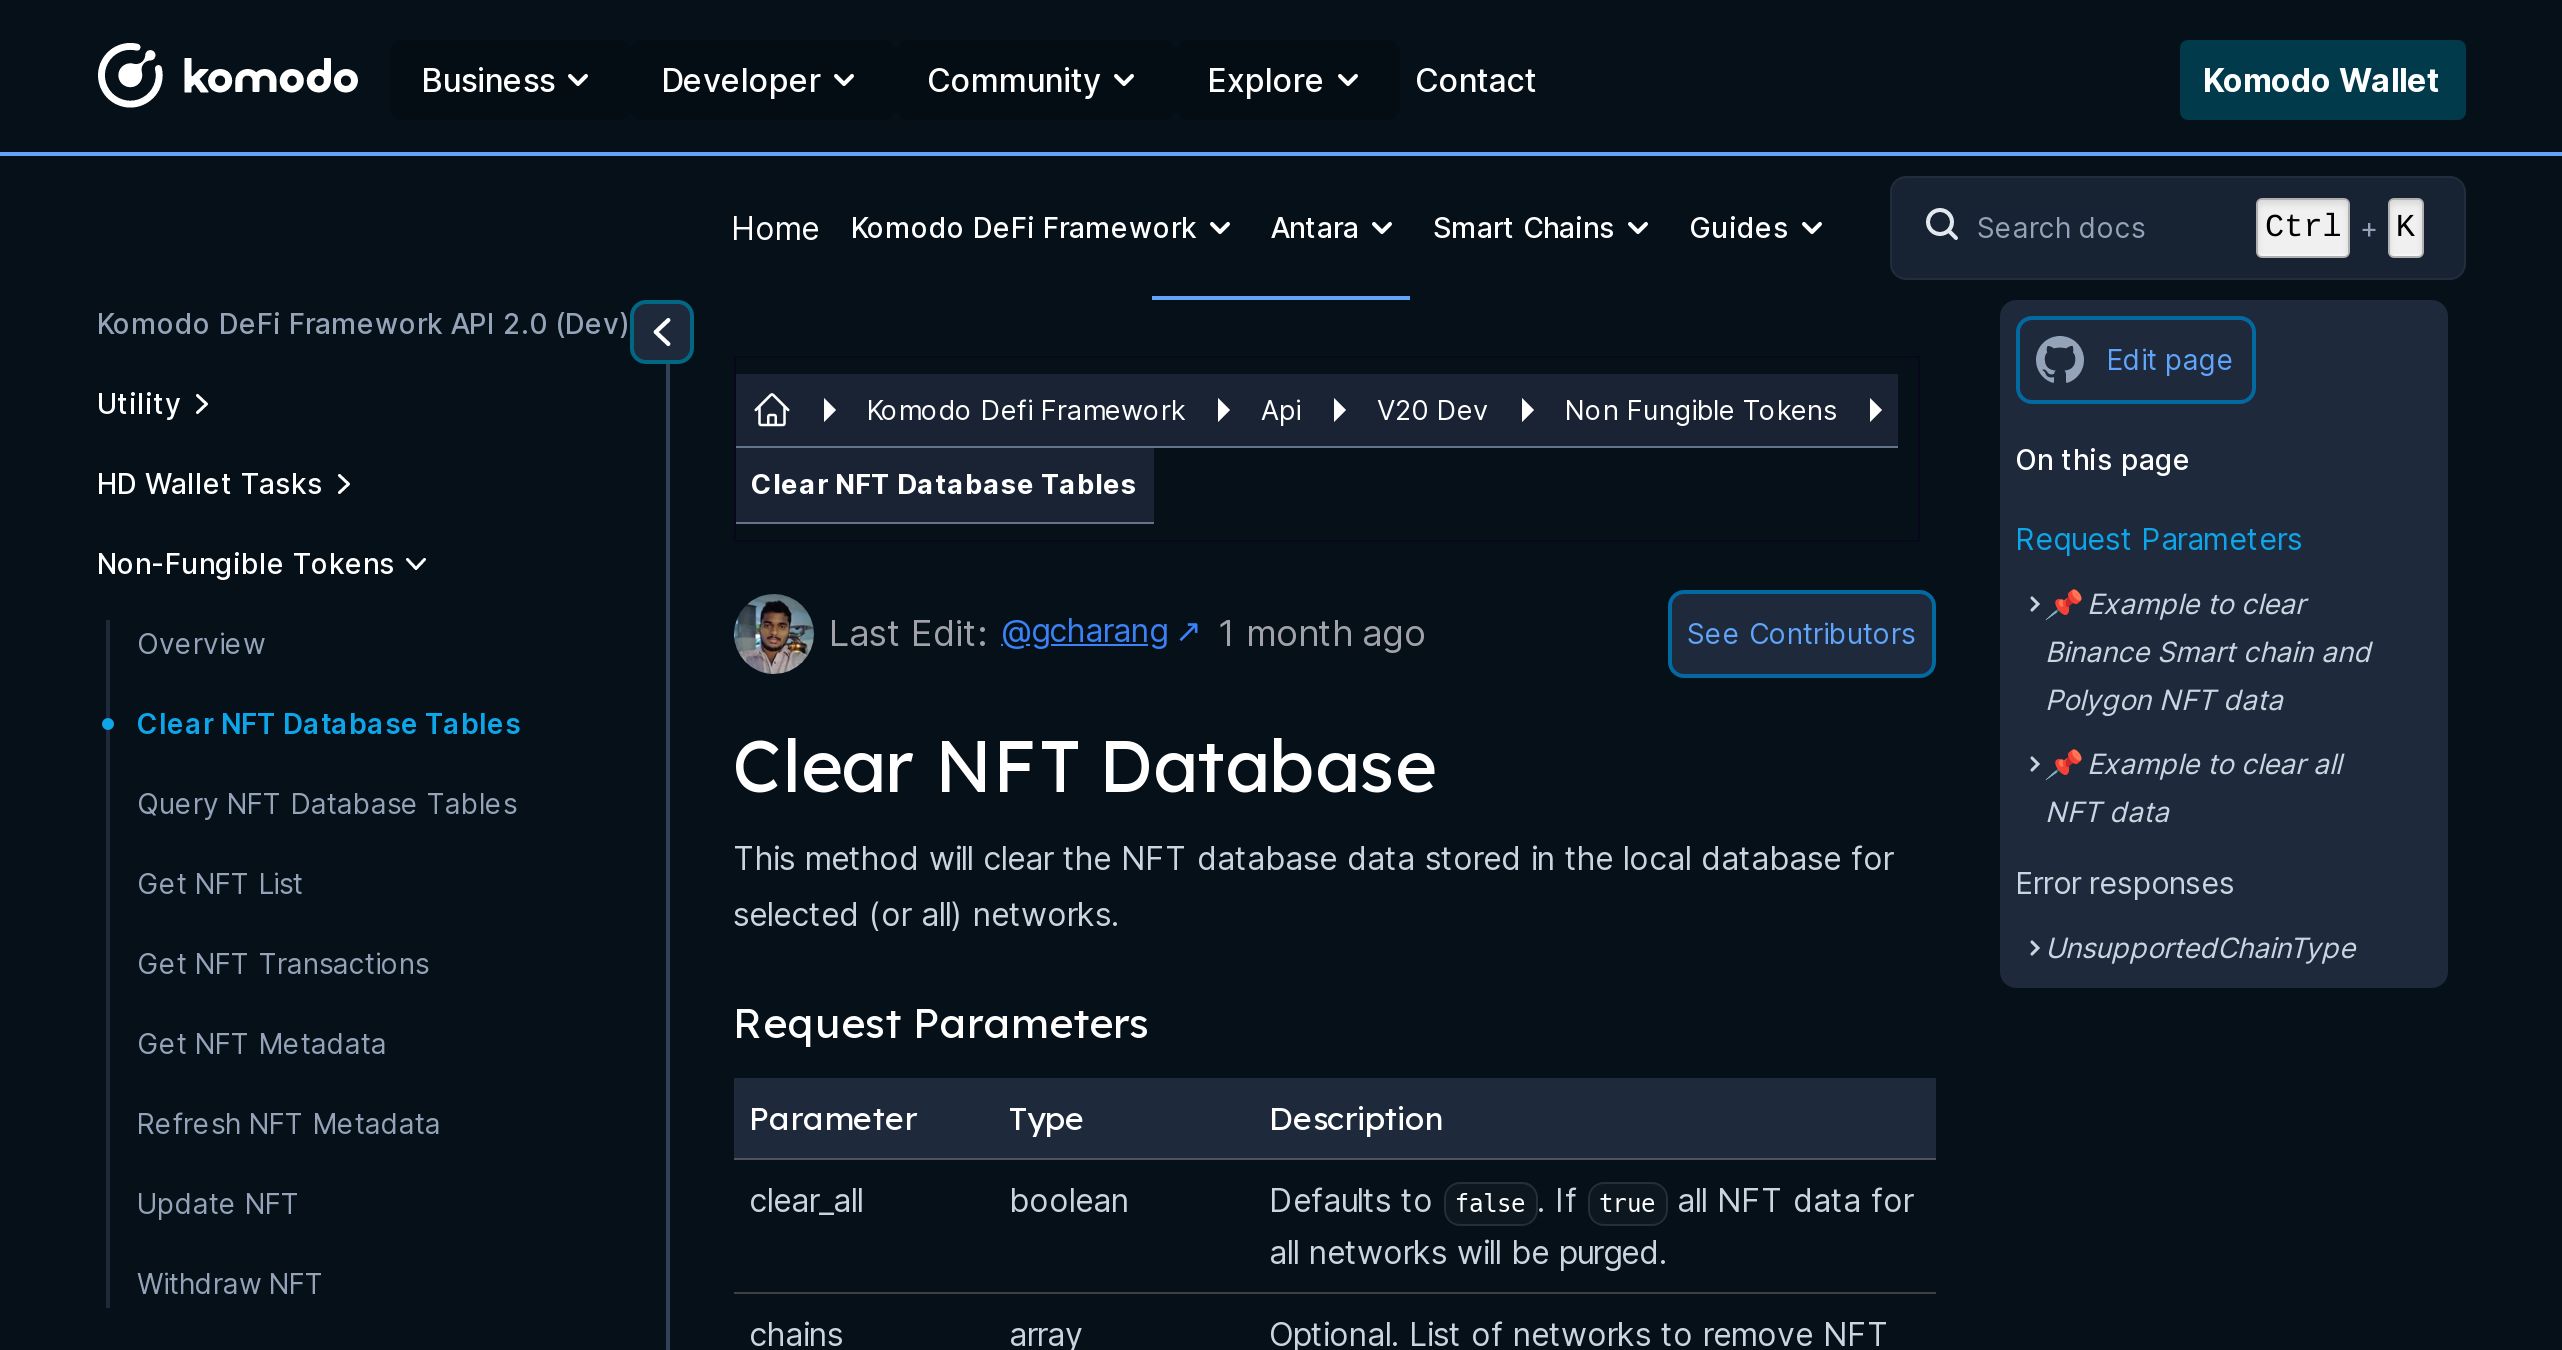 komodo
Business
Developer
Community
Explore
Contact
Komodo Wallet
Home
Komodo DeFi Framework
Antara
Smart Chains
Guides
Search docs
Ctrl + K
Komodo DeFi Framework API 2.0 (Dev)
Utility
HD Wallet Tasks
Non-Fungible Tokens
Overview
Clear NFT Database Tables
Query NFT Database Tables
Get NFT List
Get NFT Transactions
Get NFT Metadata
Refresh NFT Metadata
Update NFT
Withdraw NFT
Komodo Defi Framework
Api
V20 Dev
Non Fungible Tokens
Clear NFT Database Tables
Last Edit: @gcharang ↗ 1 month ago
See Contributors
Clear NFT Database
This method will clear the NFT database data stored in the local database for
selected (or all) networks.
Request Parameters
Parameter Type Description
clear_all boolean Defaults to false. If true all NFT data for
all networks will be purged.
chains array Optional. List of networks to remove NFT
Edit page
On this page
Request Parameters
📌 Example to clear
Binance Smart chain and
Polygon NFT data
📌 Example to clear all
NFT data
Error responses
UnsupportedChainType